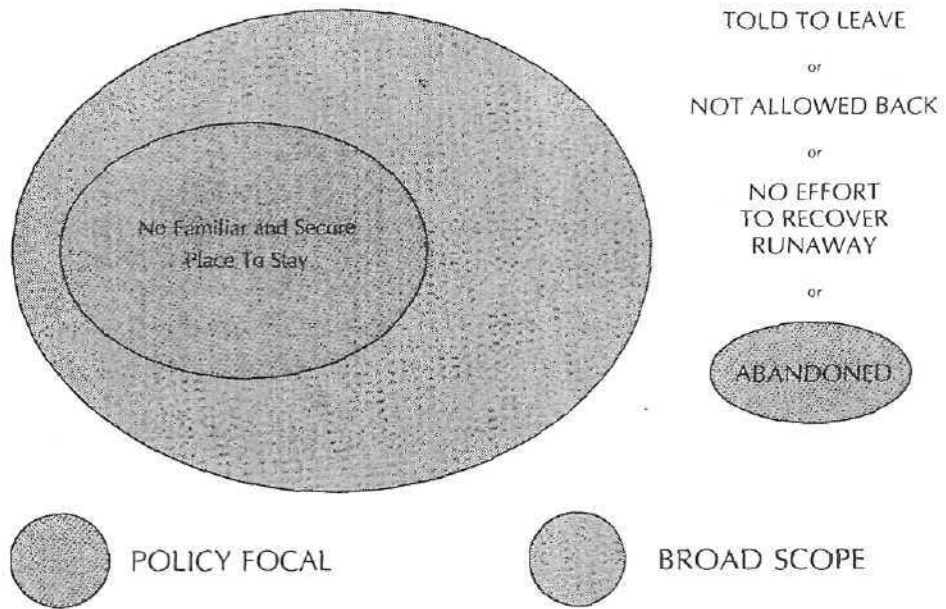 TOLD TO LEAVE
or
NOT ALLOWED BACK
or
NO EFFORT
TO RECOVER
RUNAWAY
or
ABANDONED
No Familiar and Secure
Place To Stay
POLICY FOCAL
BROAD SCOPE